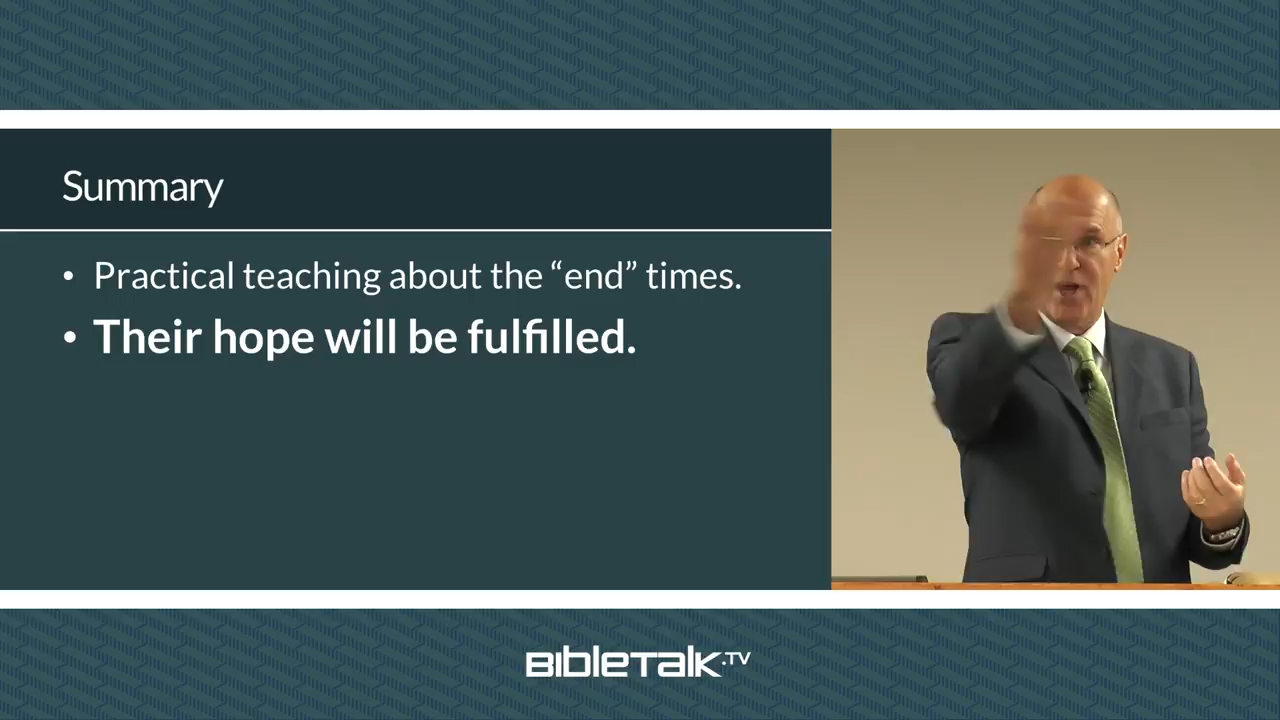 Summary
• Practical teaching about the “end” times.
• Their hope will be fulfilled.
BIBLETALK.TV